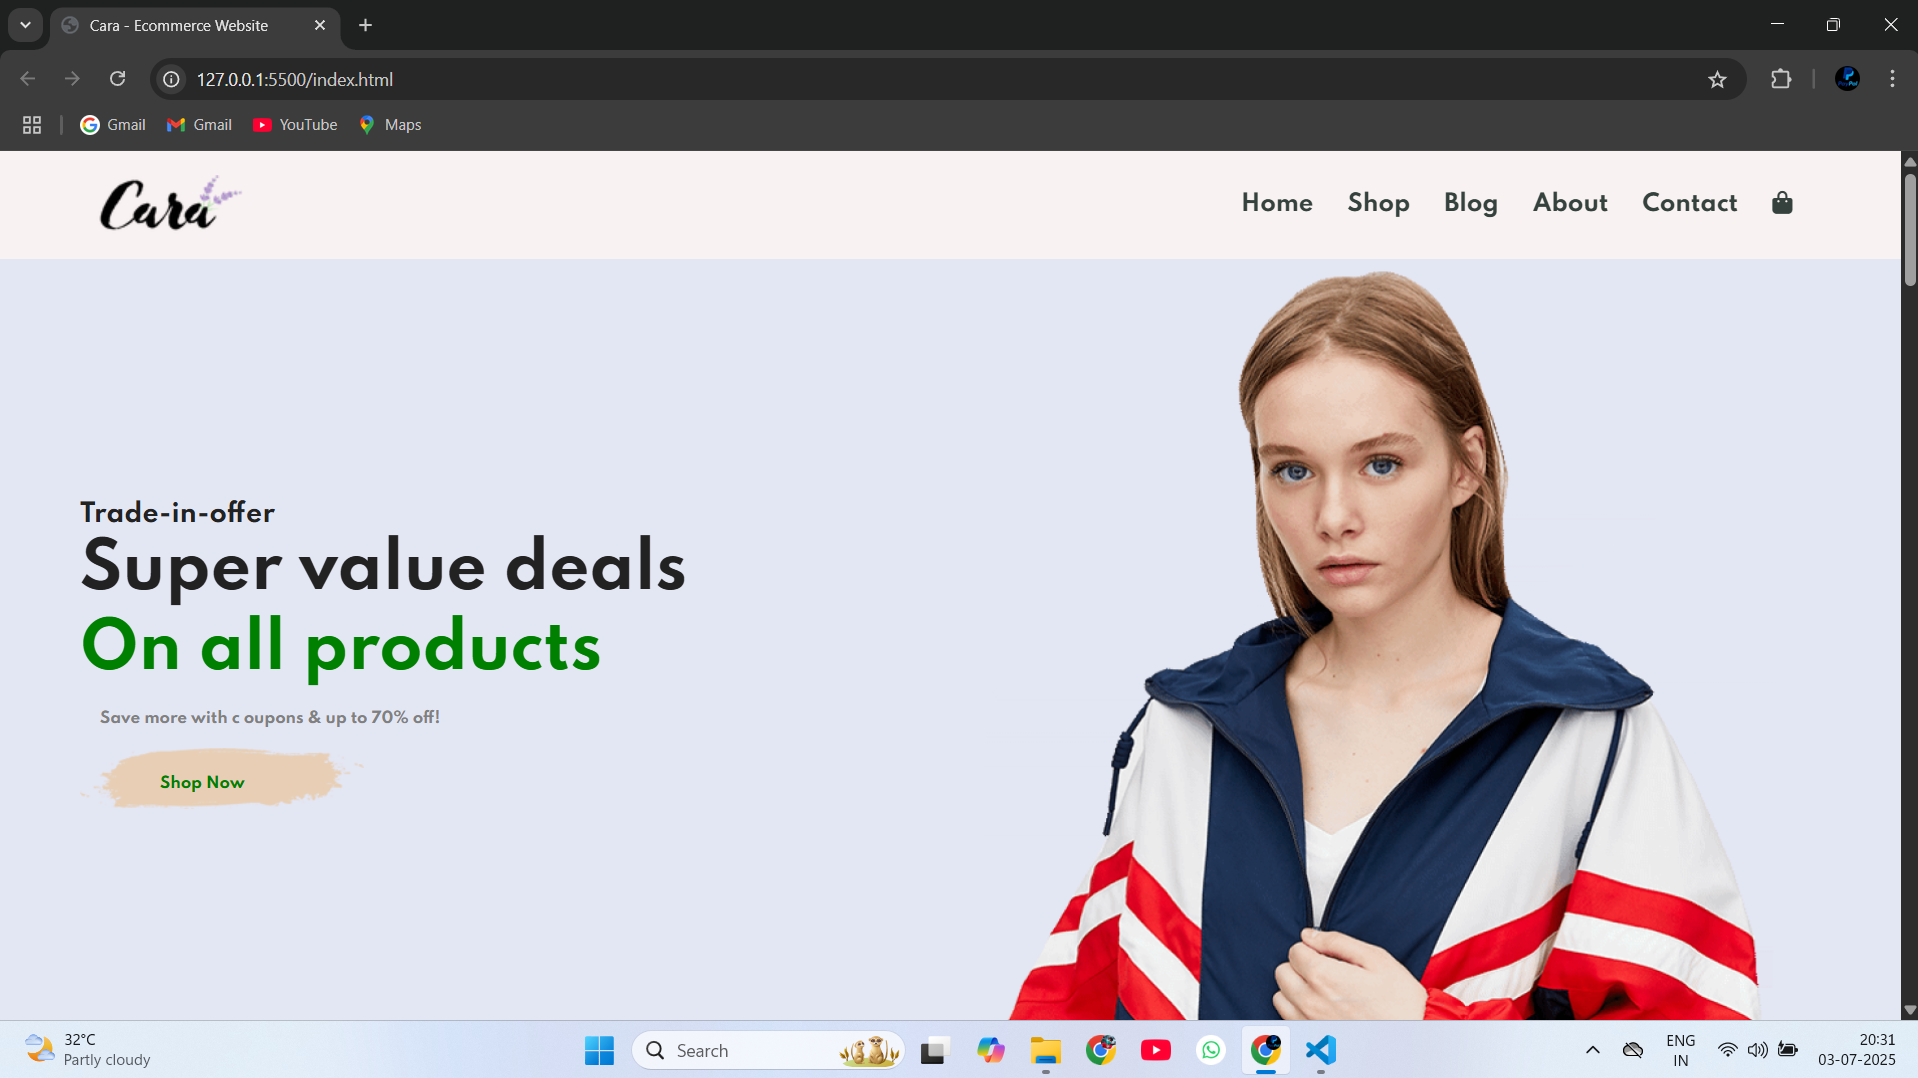 Cara - Ecommerce Website
127.0.0.1:5500/index.html
Gmail Gmail YouTube Maps
Cara
Home Shop Blog About Contact
Trade-in-offer
Super value deals
On all products
Save more with c oupons & up to 70% off!
Shop Now
32°C
Partly cloudy
Search
ENG
IN
20:31
03-07-2025